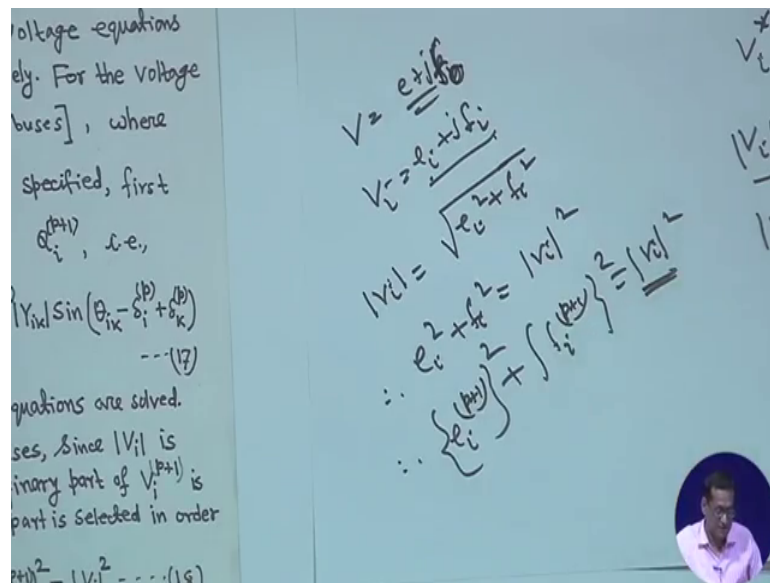 oltage equations
ely. For the voltage
buses], where
specified, first
Q_i^(p+1), i.e.,
|Y_ik| Sin(θ_ik - δ_i^(p) + δ_k^(p))
---(17)
quations are solved.
ses, Since |V_i| is
inary part of V_i^(p+1) is
part is selected in order
V = e+jf
V_i = e_i + jf_i
|V_i| = √(e_i^2 + f_i^2)
∴ e_i^2 + f_i^2 = |V_i|^2
∴ {e_i^(p+1)}^2 + {f_i^(p+1)}^2 = |V_i|^2
V_i^*
|V_i|